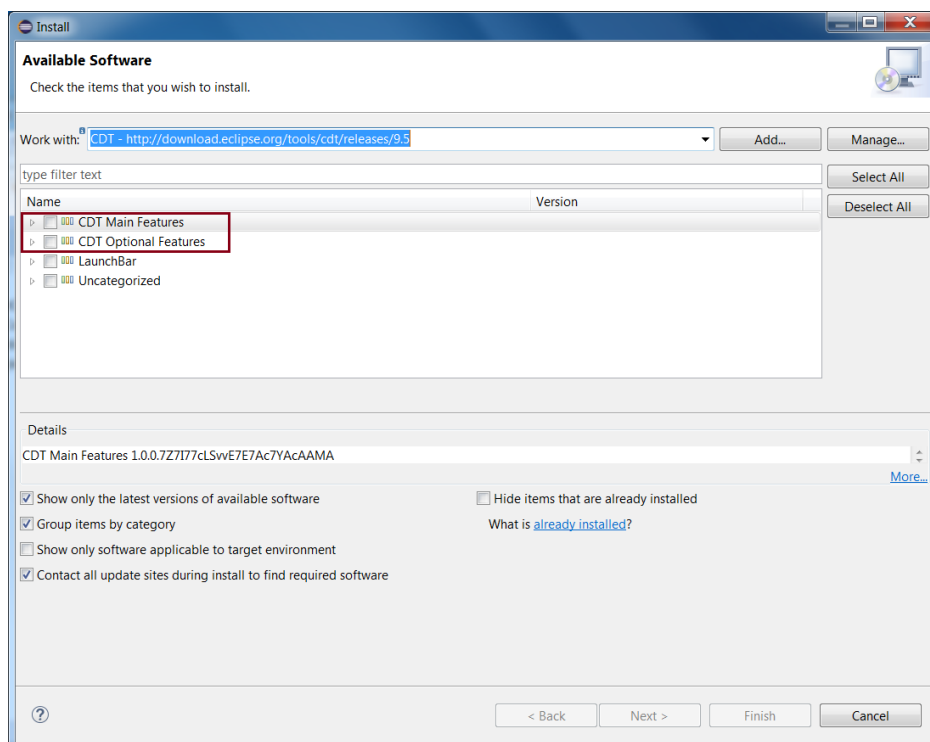 Install
Available Software
Check the items that you wish to install.
Work with: CDT - http://download.eclipse.org/tools/cdt/releases/9.5 Add... Manage...
type filter text Select All
Name Version Deselect All
CDT Main Features
CDT Optional Features
LaunchBar
Uncategorized
Details
CDT Main Features 1.0.0.7Z7I77cLSvvE7E7Ac7YAcAAMA
More...
Show only the latest versions of available software Hide items that are already installed
Group items by category What is already installed?
Show only software applicable to target environment
Contact all update sites during install to find required software
? < Back Next > Finish Cancel